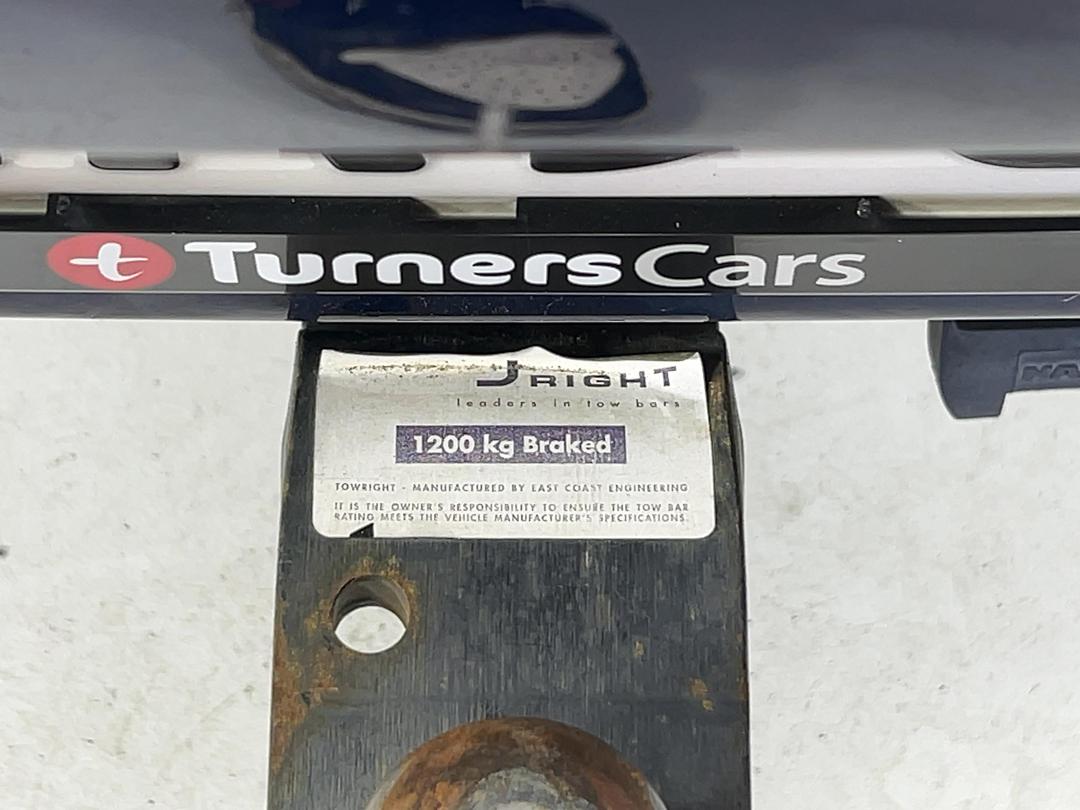 t TurnersCars
RIGHT
leaders in tow bars
1200 kg Braked
TOWRIGHT - MANUFACTURED BY EAST COAST ENGINEERING
IT IS THE OWNER'S RESPONSIBILITY TO ENSURE THE TOW BAR
RATING MEETS THE VEHICLE MANUFACTURER'S SPECIFICATIONS.